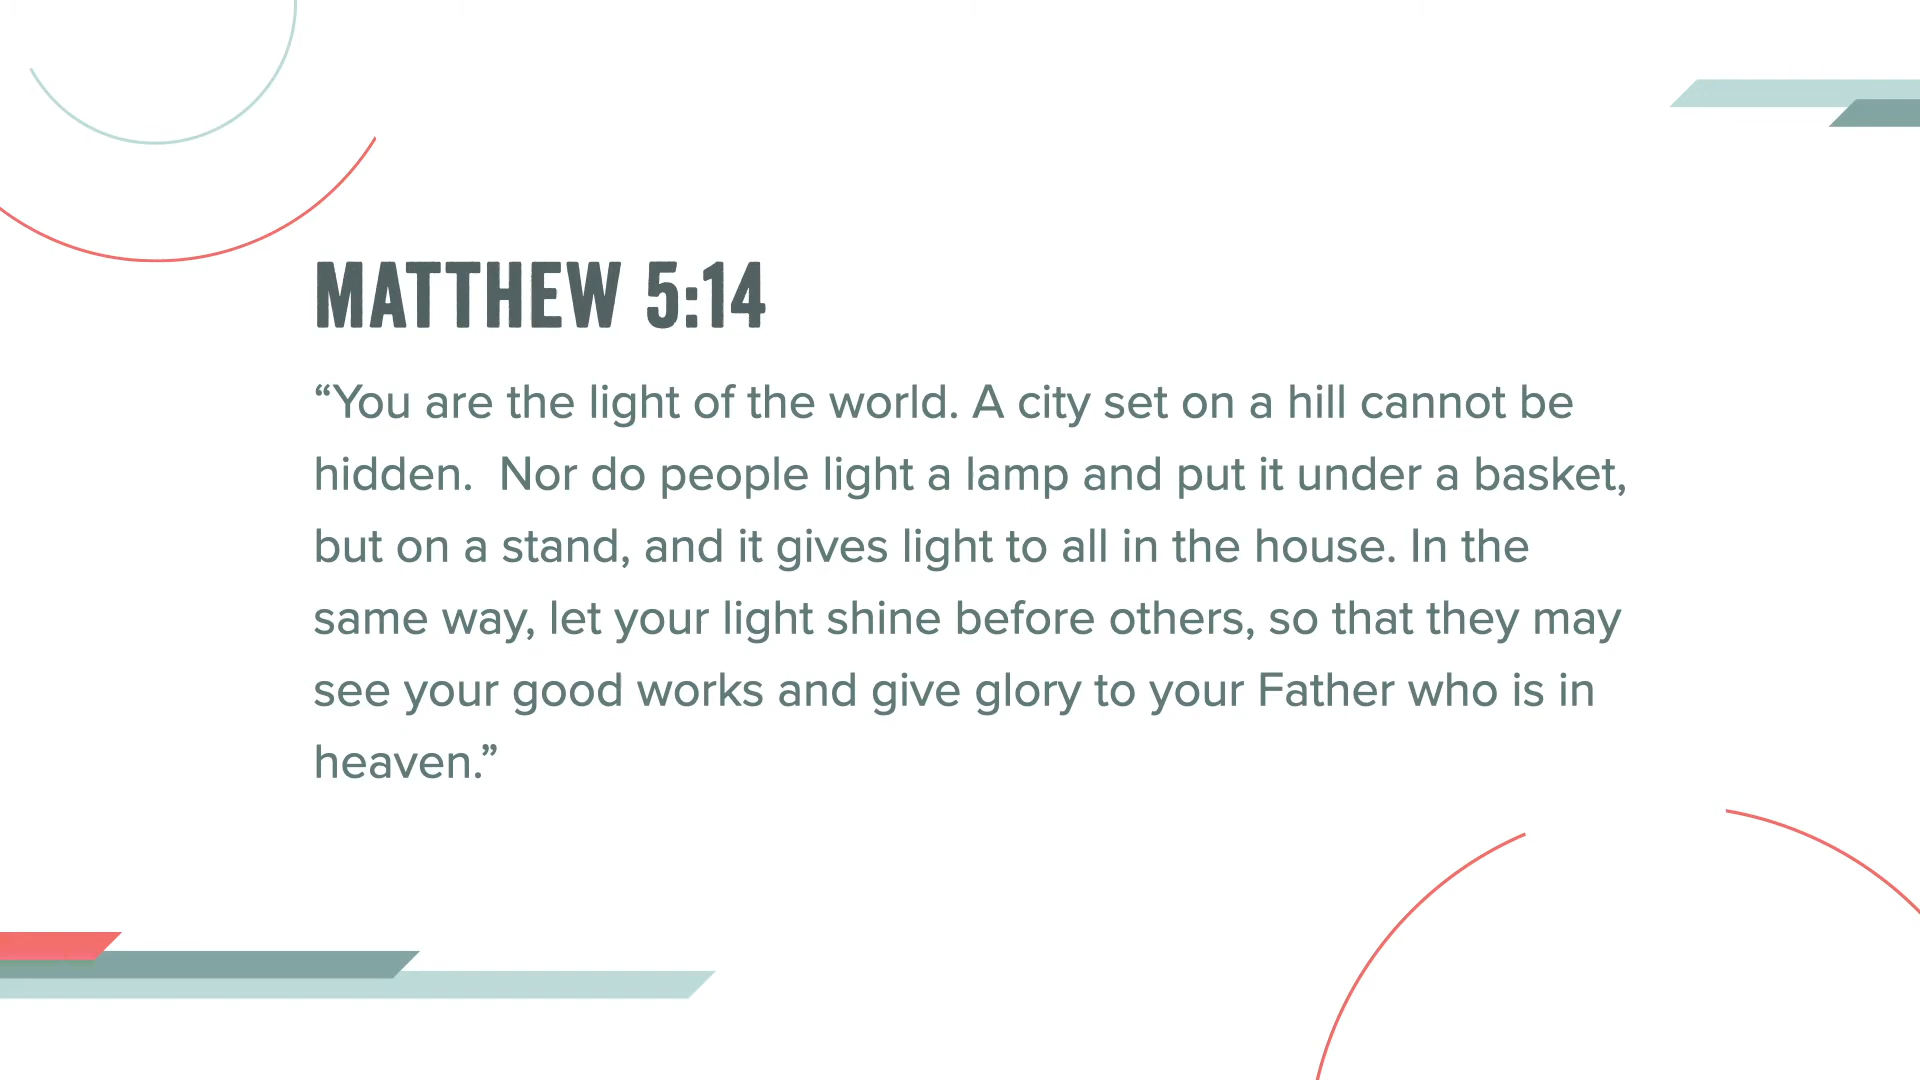 MATTHEW 5:14
“You are the light of the world. A city set on a hill cannot be
hidden.  Nor do people light a lamp and put it under a basket,
but on a stand, and it gives light to all in the house. In the
same way, let your light shine before others, so that they may
see your good works and give glory to your Father who is in
heaven.”